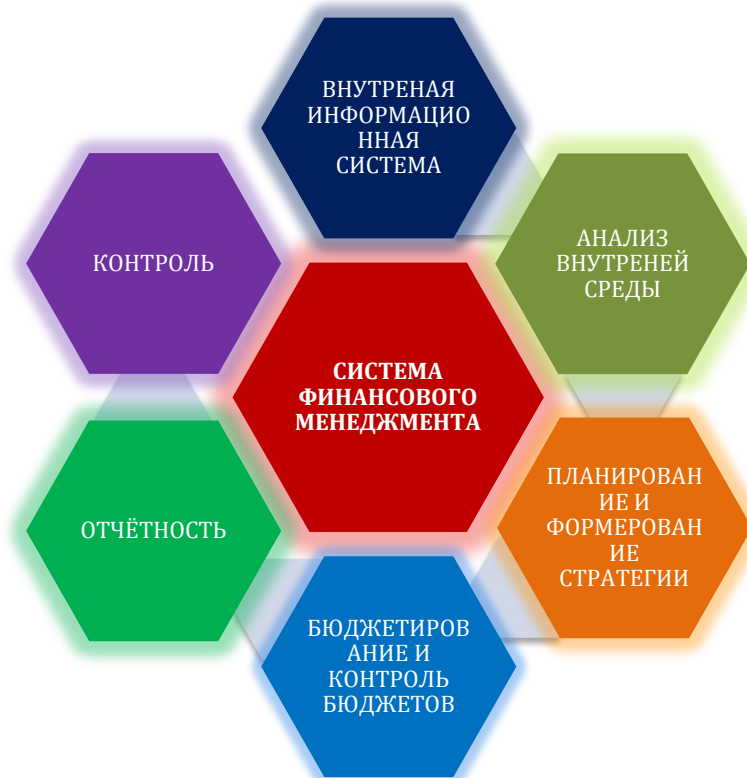 ВНУТРЕНАЯ
ИНФОРМАЦИО
ННАЯ
СИСТЕМА
КОНТРОЛЬ
АНАЛИЗ
ВНУТРЕНЕЙ
СРЕДЫ
СИСТЕМА
ФИНАНСОВОГО
МЕНЕДЖМЕНТА
ОТЧЁТНОСТЬ
ПЛАНИРОВАН
ИЕ И
ФОРМЕРОВАН
ИЕ
СТРАТЕГИИ
БЮДЖЕТИРОВ
АНИЕ И
КОНТРОЛЬ
БЮДЖЕТОВ